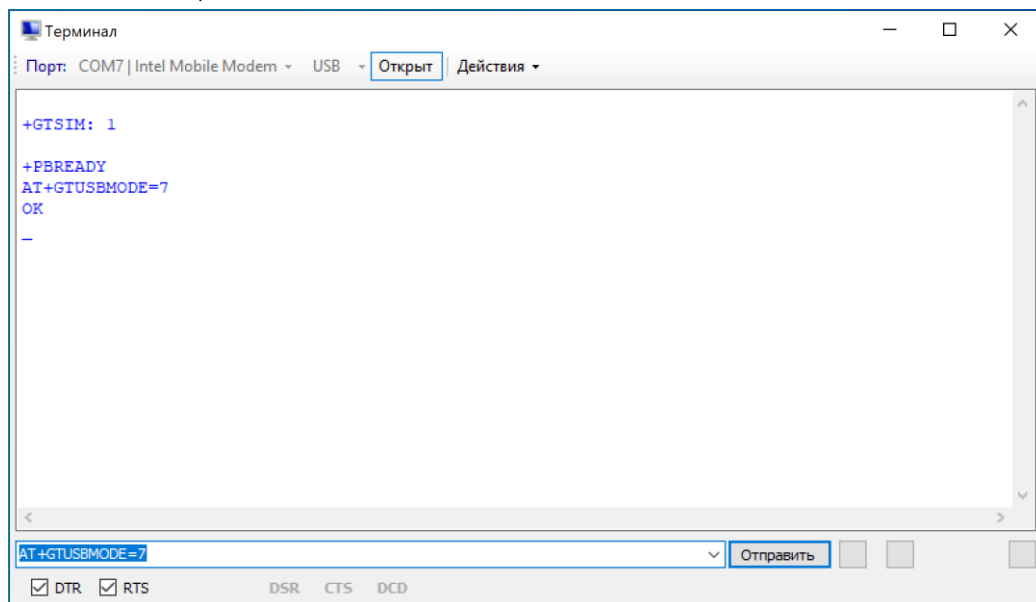 Терминал
Порт: COM7 | Intel Mobile Modem USB Открыт Действия
+GTSIM: 1
+PBREADY
AT+GTUSBMODE=7
OK
_
AT+GTUSBMODE=7 Отправить
DTR RTS DSR CTS DCD